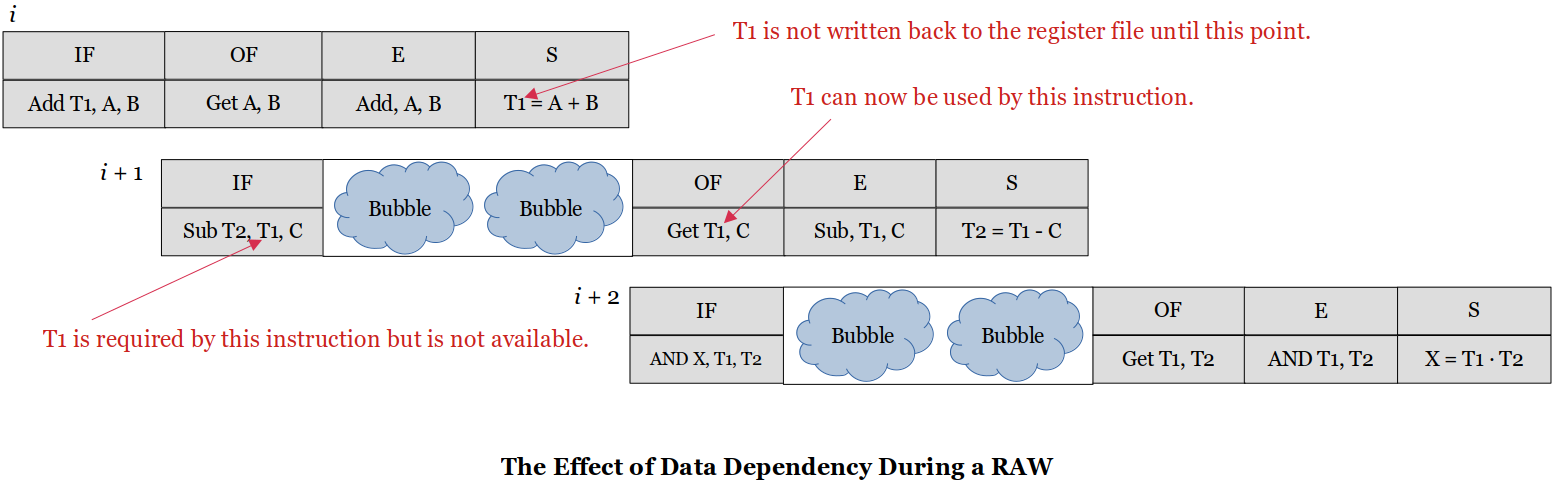 i
T1 is not written back to the register file until this point.
IF OF E S
Add T1, A, B Get A, B Add, A, B T1 = A + B
T1 can now be used by this instruction.
i + 1
IF OF E S
Bubble Bubble
Sub T2, T1, C Get T1, C Sub, T1, C T2 = T1 - C
i + 2
IF OF E S
T1 is required by this instruction but is not available.
Bubble Bubble
AND X, T1, T2 Get T1, T2 AND T1, T2 X = T1 · T2
The Effect of Data Dependency During a RAW